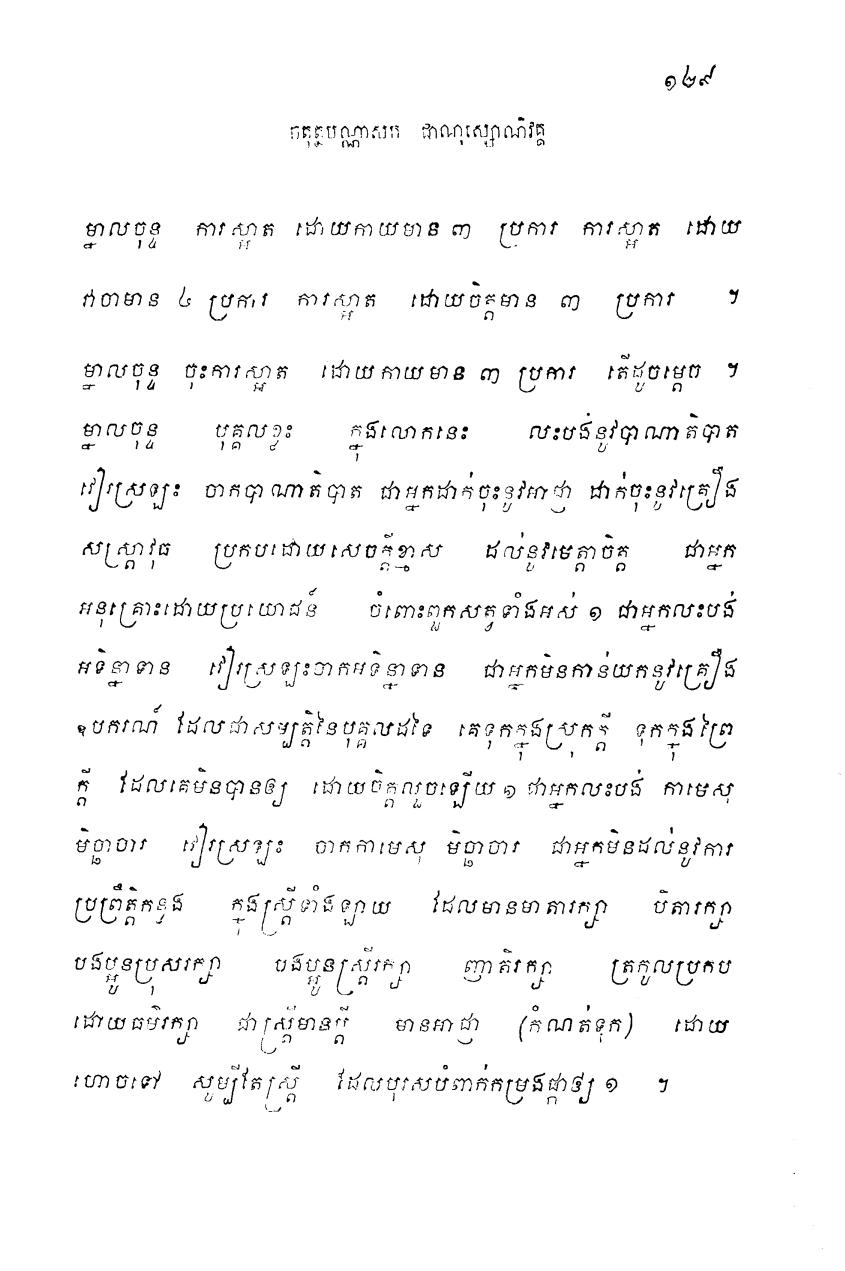 ១២៩
ចតុត្ថបណ្ណាសក ជាណុស្សោណិវគ្គ
ម្នាលចុន្ទ ការស្អាត ដោយកាយមាន ៣ ប្រការ ការស្អាត ដោយ
វាចាមាន ៤ ប្រការ ការស្អាត ដោយចិត្តមាន ៣ ប្រការ ។
ម្នាលចុន្ទ ចុះការស្អាត ដោយកាយមាន ៣ ប្រការ តើដូចម្តេច ។
ម្នាលចុន្ទ បុគ្គលខ្លះ ក្នុងលោកនេះ លះបង់នូវបាណាតិបាត
វៀរស្រឡះ ចាកបាណាតិបាត ជាអ្នកដាក់ចុះនូវអាជ្ញា ដាក់ចុះនូវគ្រឿង
សស្ត្រាវុធ ប្រកបដោយសេចក្តីខ្មាស ដល់នូវមេត្តាចិត្ត ជាអ្នក
អនុគ្រោះដោយប្រយោជន៍ ចំពោះពួកសត្វទាំងអស់ ១ ជាអ្នកលះបង់
អទិន្នាទាន វៀរស្រឡះចាកអទិន្នាទាន ជាអ្នកមិនកាន់យកនូវគ្រឿង
ឧបករណ៍ ដែលជាសម្បត្តិនៃបុគ្គលដទៃ គេទុកក្នុងស្រុកក្តី ទុកក្នុងព្រៃ
ក្តី ដែលគេមិនបានឲ្យ ដោយចិត្តលួចឡើយ ១ ជាអ្នកលះបង់ កាមេសុ
មិច្ឆាចារ វៀរស្រឡះ ចាកកាមេសុ មិច្ឆាចារ ជាអ្នកមិនដល់នូវការ
ប្រព្រឹត្តិកន្លង ក្នុងស្រ្តីទាំងឡាយ ដែលមានមាតារក្សា បិតារក្សា
បងប្អូនប្រុសរក្សា បងប្អូនស្រ្តីរក្សា ញាតិរក្សា ត្រកូលប្រកប
ដោយធម៌រក្សា ជាស្រ្តីមានប្តី មានអាជ្ញា (កំណត់ទុក) ដោយ
ហោចទៅ សូម្បីតែស្រ្តី ដែលបុរសបំពាក់កម្រងផ្កាឲ្យ ១ ។